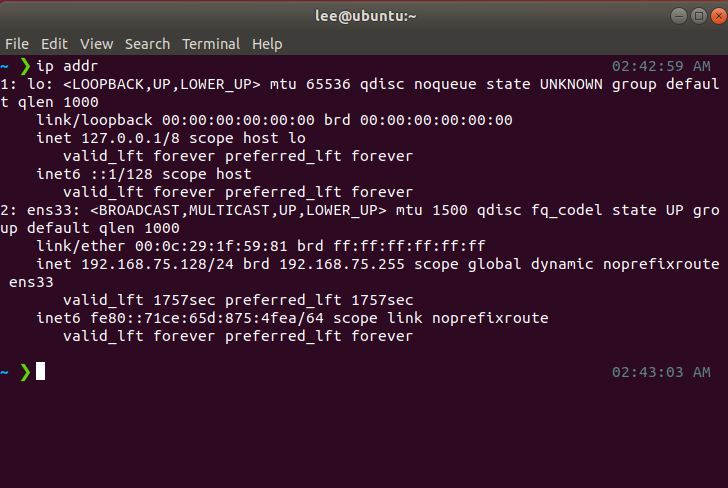 lee@ubuntu:~
File Edit View Search Terminal Help
~ ❯ ip addr 02:42:59 AM
1: lo: <LOOPBACK,UP,LOWER_UP> mtu 65536 qdisc noqueue state UNKNOWN group defaul
t qlen 1000
    link/loopback 00:00:00:00:00:00 brd 00:00:00:00:00:00
    inet 127.0.0.1/8 scope host lo
       valid_lft forever preferred_lft forever
    inet6 ::1/128 scope host
       valid_lft forever preferred_lft forever
2: ens33: <BROADCAST,MULTICAST,UP,LOWER_UP> mtu 1500 qdisc fq_codel state UP gro
up default qlen 1000
    link/ether 00:0c:29:1f:59:81 brd ff:ff:ff:ff:ff:ff
    inet 192.168.75.128/24 brd 192.168.75.255 scope global dynamic noprefixroute
 ens33
       valid_lft 1757sec preferred_lft 1757sec
    inet6 fe80::71ce:65d:875:4fea/64 scope link noprefixroute
       valid_lft forever preferred_lft forever
~ ❯ 02:43:03 AM